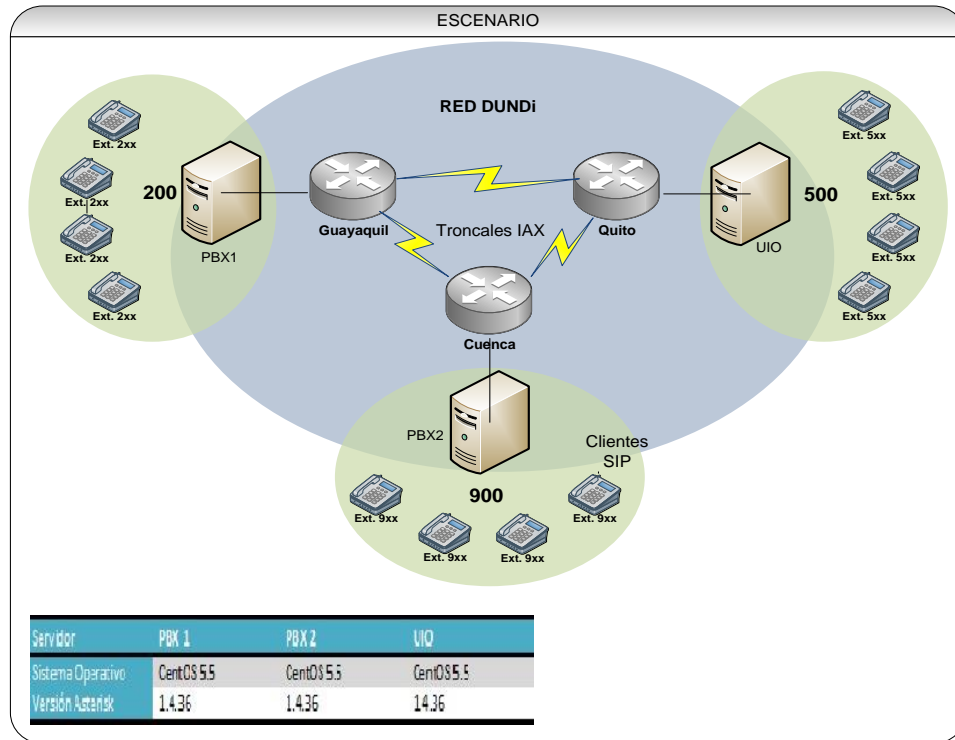 ESCENARIO
RED DUNDi
Ext. 2xx
Ext. 2xx
Ext. 2xx
Ext. 2xx
200
PBX1
Guayaquil
Troncales IAX
Quito
Cuenca
500
UIO
Ext. 5xx
Ext. 5xx
Ext. 5xx
Ext. 5xx
PBX2
Clientes
SIP
900
Ext. 9xx
Ext. 9xx
Ext. 9xx
Ext. 9xx
Servidor PBX 1 PBX 2 UIO
Sistema Operativo CentOS 5.5 CentOS 5.5 CentOS 5.5
Versión Asterisk 1.4.36 1.4.36 1.4.36